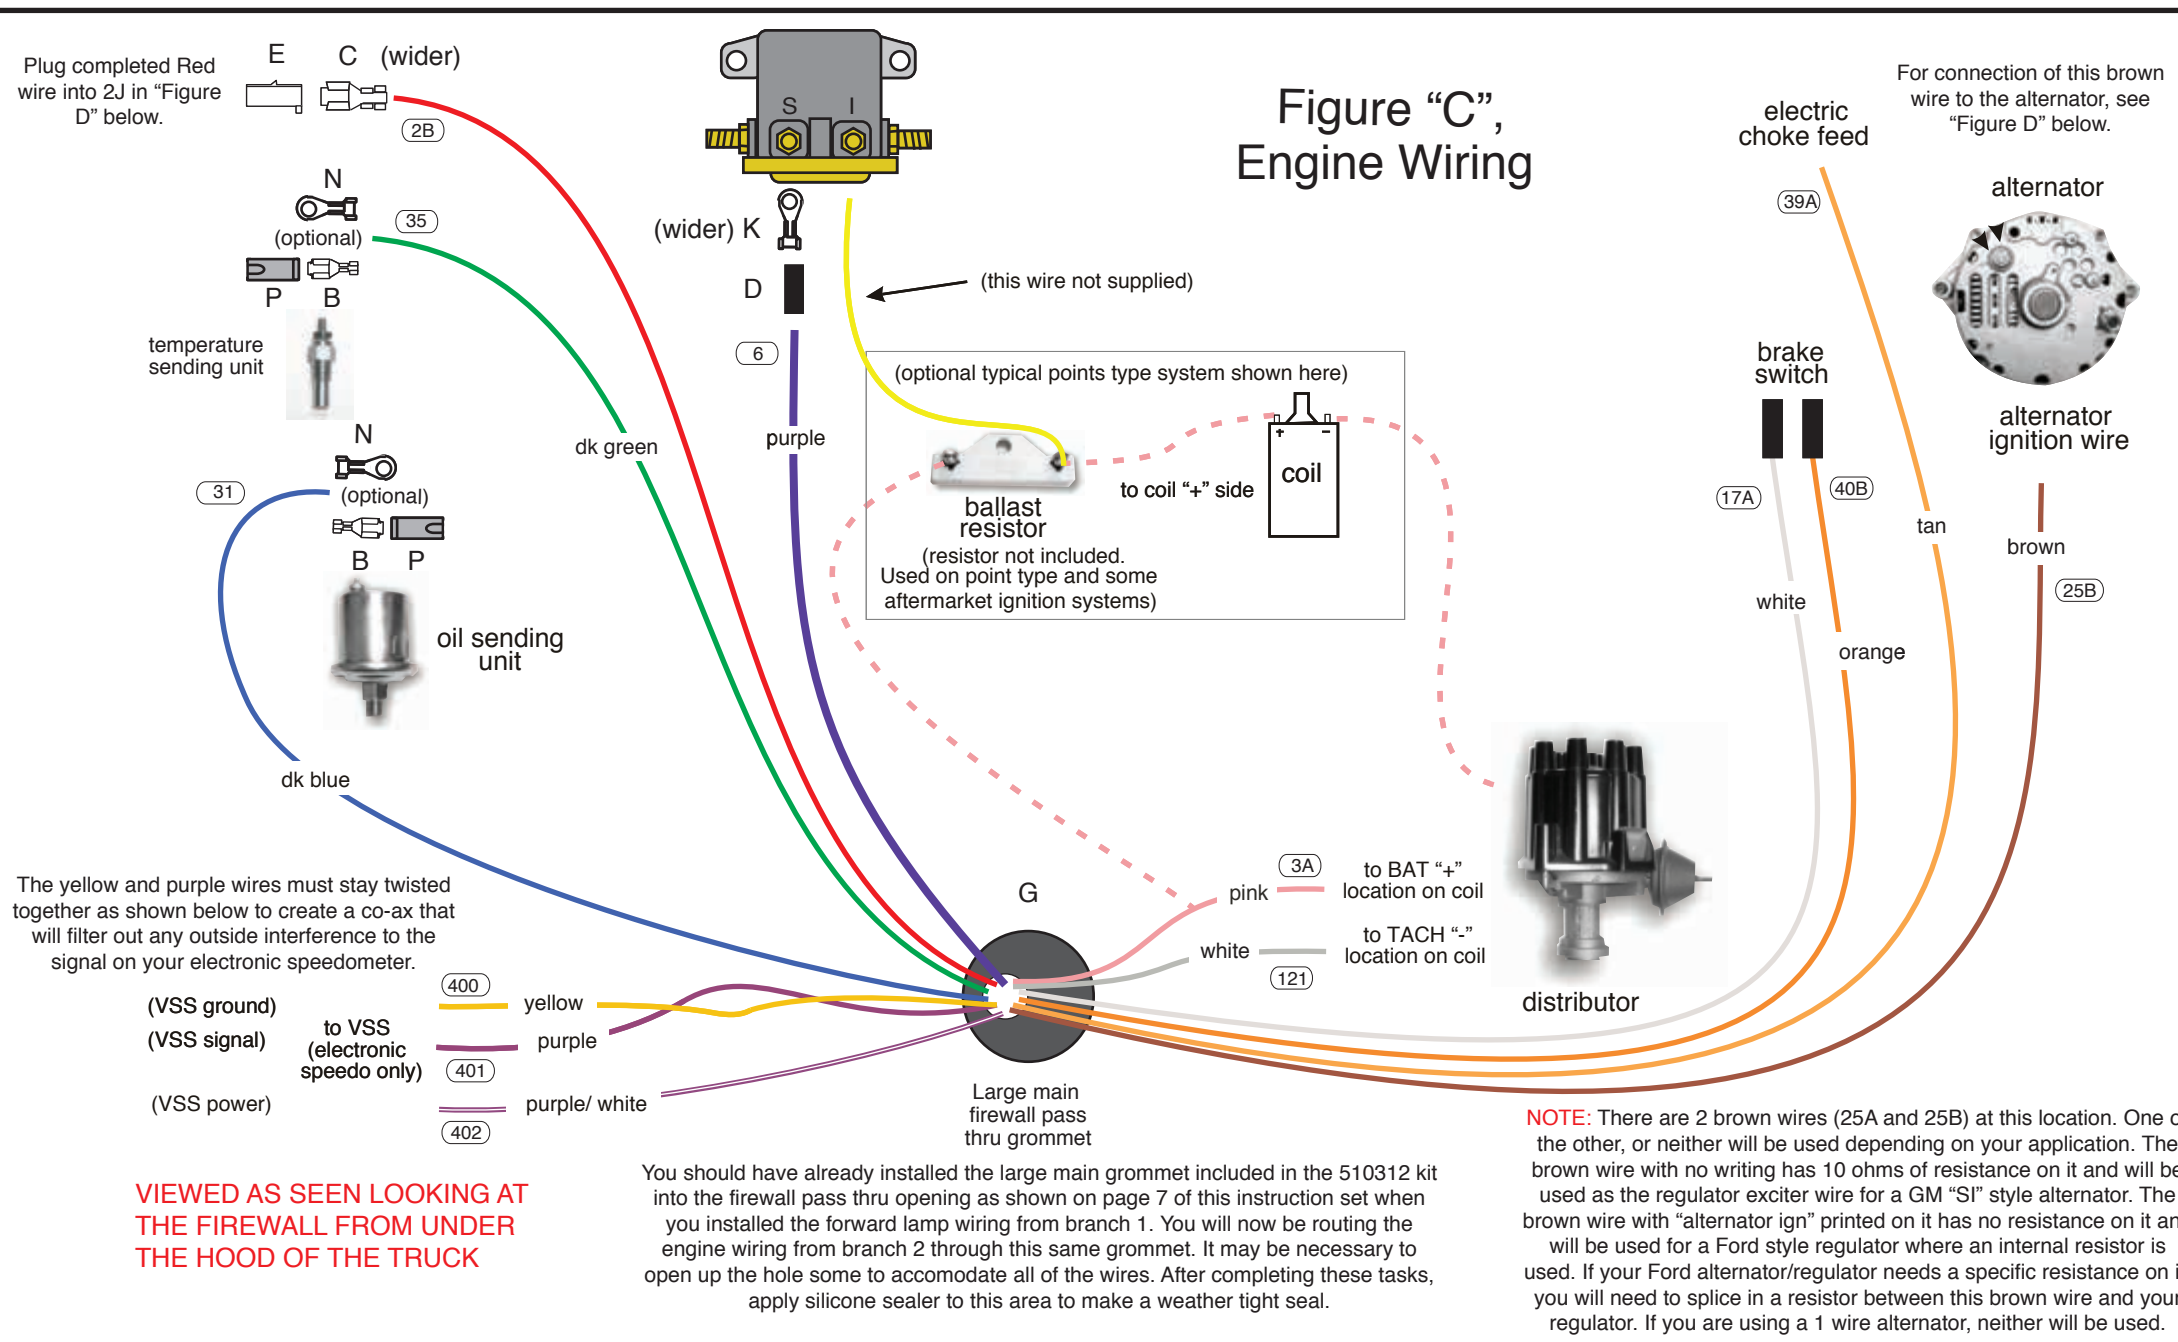 Plug completed Red
wire into 2J in “Figure
D” below.
E
C
(wider)
2B
N
35
(optional)
P
B
temperature
sending unit
N
31
(optional)
B
P
oil sending
unit
dk green
dk blue
S
I
(wider) K
D
6
purple
(this wire not supplied)
Figure “C”,
Engine Wiring
(optional typical points type system shown here)
+
-
coil
to coil “+” side
ballast
resistor
(resistor not included.
Used on point type and some
aftermarket ignition systems)
electric
choke feed
39A
For connection of this brown
wire to the alternator, see
“Figure D” below.
alternator
brake
switch
alternator
ignition wire
17A
40B
tan
brown
25B
white
orange
The yellow and purple wires must stay twisted
together as shown below to create a co-ax that
will filter out any outside interference to the
signal on your electronic speedometer.
(VSS ground)
400
yellow
(VSS signal)
to VSS
(electronic
speedo only)
purple
401
(VSS power)
purple/ white
402
G
pink
3A
to BAT “+”
location on coil
white
121
to TACH “-”
location on coil
distributor
Large main
firewall pass
thru grommet
VIEWED AS SEEN LOOKING AT
THE FIREWALL FROM UNDER
THE HOOD OF THE TRUCK
You should have already installed the large main grommet included in the 510312 kit
into the firewall pass thru opening as shown on page 7 of this instruction set when
you installed the forward lamp wiring from branch 1. You will now be routing the
engine wiring from branch 2 through this same grommet. It may be necessary to
open up the hole some to accomodate all of the wires. After completing these tasks,
apply silicone sealer to this area to make a weather tight seal.
NOTE: There are 2 brown wires (25A and 25B) at this location. One
the other, or neither will be used depending on your application. The
brown wire with no writing has 10 ohms of resistance on it and will be
used as the regulator exciter wire for a GM “SI” style alternator. The
brown wire with “alternator ign” printed on it has no resistance on it
will be used for a Ford style regulator where an internal resistor is
used. If your Ford alternator/regulator needs a specific resistance on
you will need to splice in a resistor between this brown wire and your
regulator. If you are using a 1 wire alternator, neither will be used.